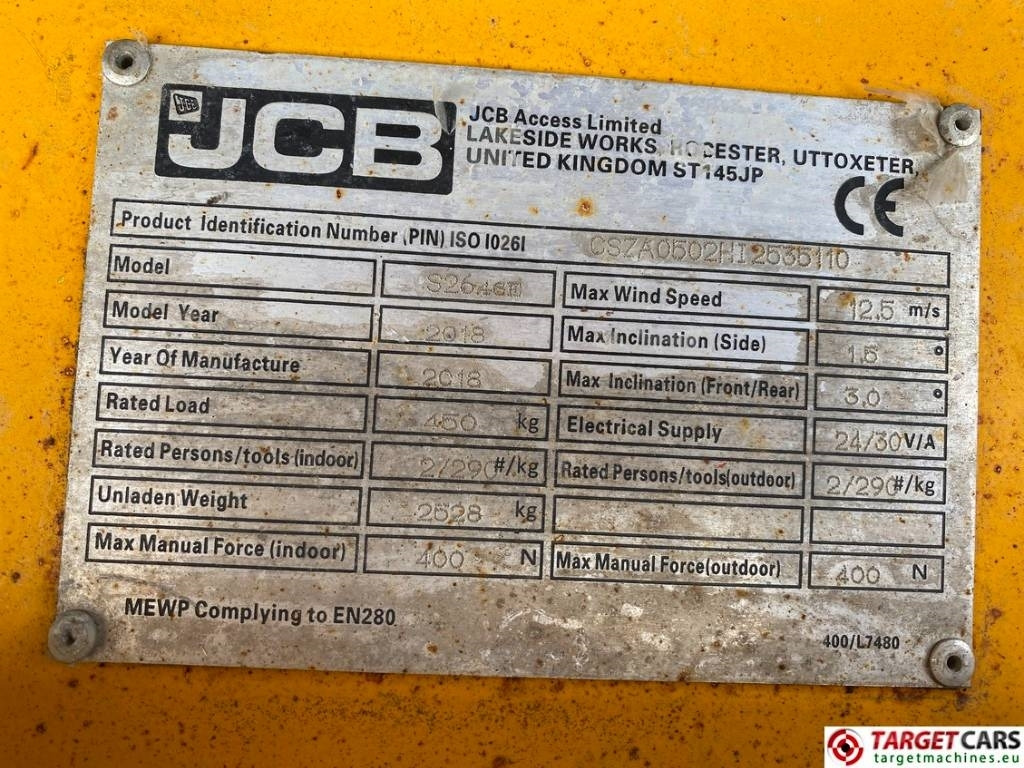 JCB
JCB
JCB Access Limited
LAKESIDE WORKS, ROCESTER, UTTOXETER,
UNITED KINGDOM ST145JP
CE
Product Identification Number (PIN) ISO 10261
Model Max Wind Speed 12.5 m/s
Model Year 2018 Max Inclination (Side) 1.5 °
Year Of Manufacture 2018 Max Inclination (Front/Rear) 3.0 °
Rated Load 450 kg Electrical Supply 24/30 V/A
Rated Persons/tools (indoor) 2/290 #/kg Rated Persons/tools(outdoor) 2/290 #/kg
Unladen Weight 2528 kg
Max Manual Force (indoor) 400 N Max Manual Force(outdoor) 400 N
MEWP Complying to EN280
400/L7480
TARGETCARS
targetmachines.eu